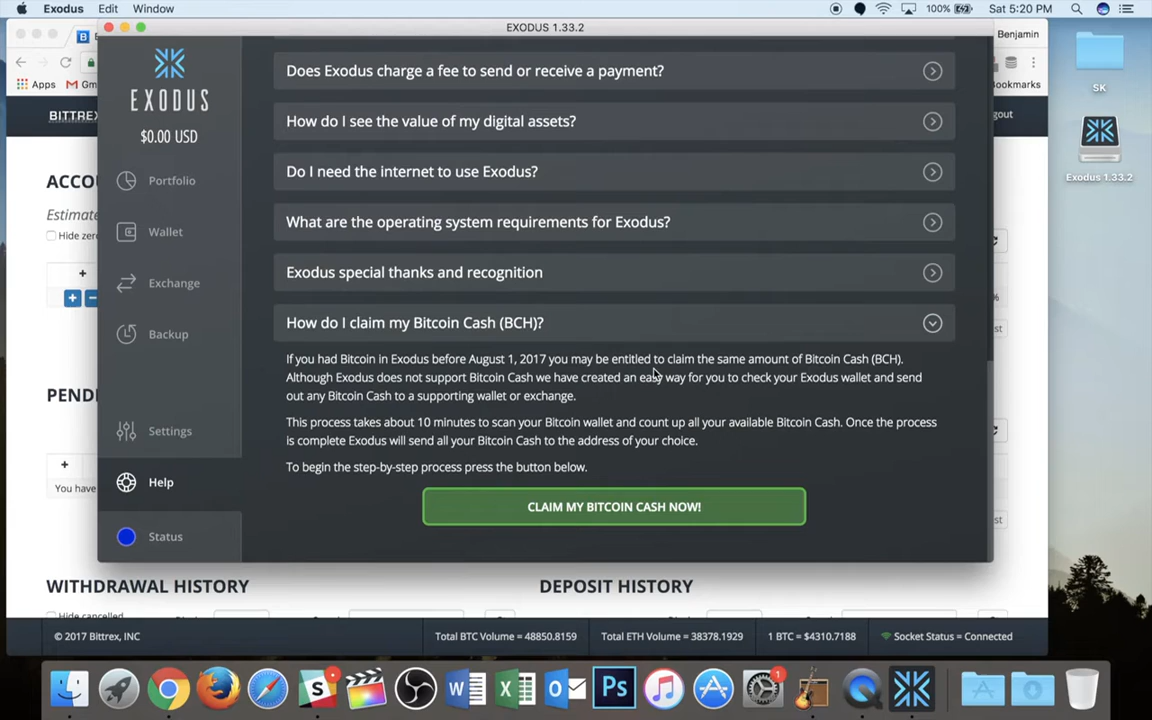 Exodus Edit Window 100% Sat 5:20 PM
EXODUS 1.33.2
Benjamin
Apps Gm ookmarks
BITTREX gout
EXODUS
$0.00 USD
Portfolio
Wallet
Exchange
Backup
Settings
Help
Status
Does Exodus charge a fee to send or receive a payment?
How do I see the value of my digital assets?
Do I need the internet to use Exodus?
What are the operating system requirements for Exodus?
Exodus special thanks and recognition
How do I claim my Bitcoin Cash (BCH)?
If you had Bitcoin in Exodus before August 1, 2017 you may be entitled to claim the same amount of Bitcoin Cash (BCH).
Although Exodus does not support Bitcoin Cash we have created an easy way for you to check your Exodus wallet and send
out any Bitcoin Cash to a supporting wallet or exchange.
This process takes about 10 minutes to scan your Bitcoin wallet and count up all your available Bitcoin Cash. Once the process
is complete Exodus will send all your Bitcoin Cash to the address of your choice.
To begin the step-by-step process press the button below.
CLAIM MY BITCOIN CASH NOW!
ACCOU
Estimate
Hide zer
PENDI
You have
WITHDRAWAL HISTORY
DEPOSIT HISTORY
Hide cancelled
© 2017 Bittrex, INC Total BTC Volume = 48850.8159 Total ETH Volume = 38378.1929 1 BTC = $4310.7188 Socket Status = Connected
SK
Exodus 1.33.2